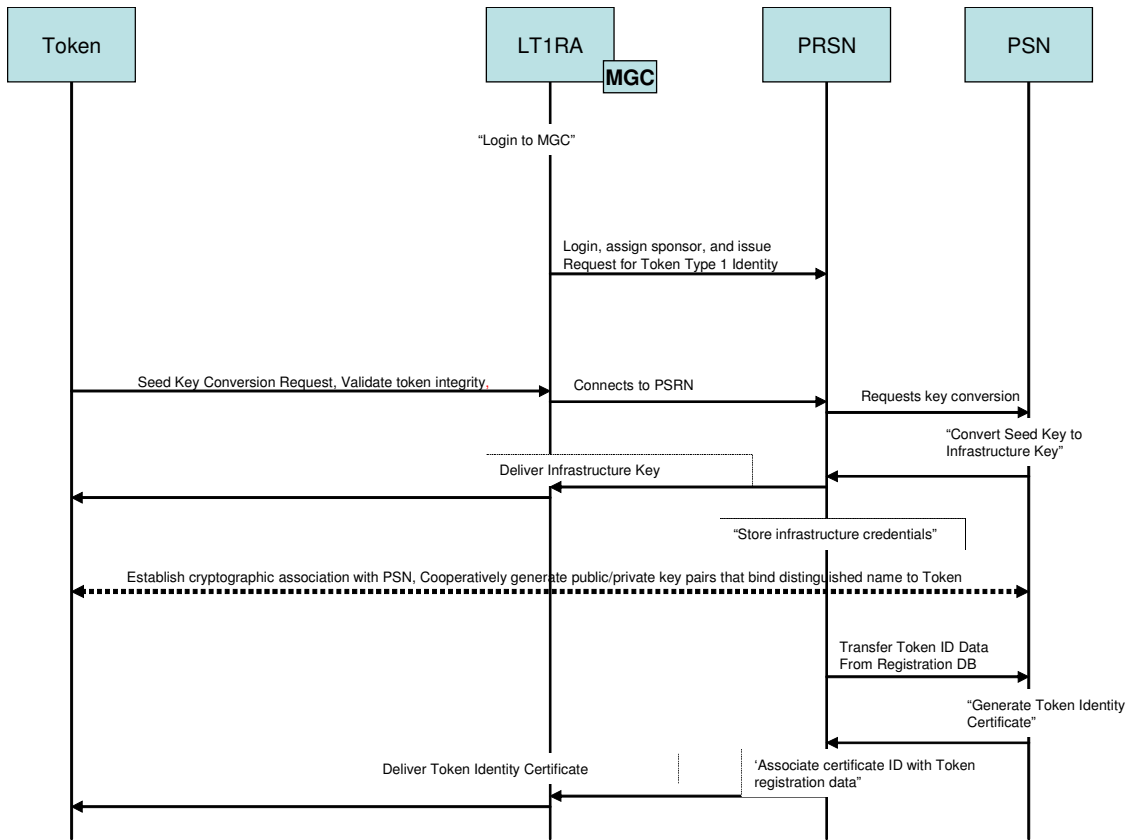 Token
LT1RA
PRSN
PSN
MGC
“Login to MGC”
Login, assign sponsor, and issue
Request for Token Type 1 Identity
Seed Key Conversion Request, Validate token integrity,
Connects to PSRN
Requests key conversion
“Convert Seed Key to
Infrastructure Key”
Deliver Infrastructure Key
“Store infrastructure credentials”
Establish cryptographic association with PSN, Cooperatively generate public/private key pairs that bind distinguished name to Token
Transfer Token ID Data
From Registration DB
“Generate Token Identity
Certificate”
Deliver Token Identity Certificate
‘Associate certificate ID with Token
registration data”